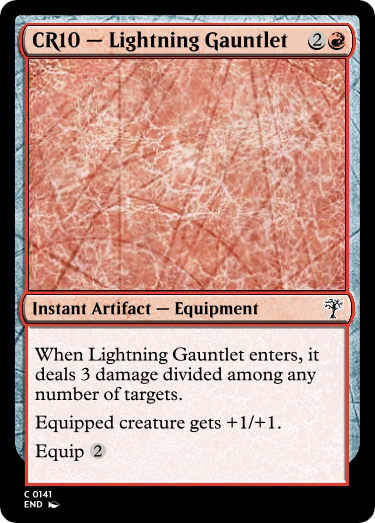 CR10 — Lightning Gauntlet 2
Instant Artifact — Equipment
When Lightning Gauntlet enters, it
deals 3 damage divided among any
number of targets.
Equipped creature gets +1/+1.
Equip 2
C 0141
END